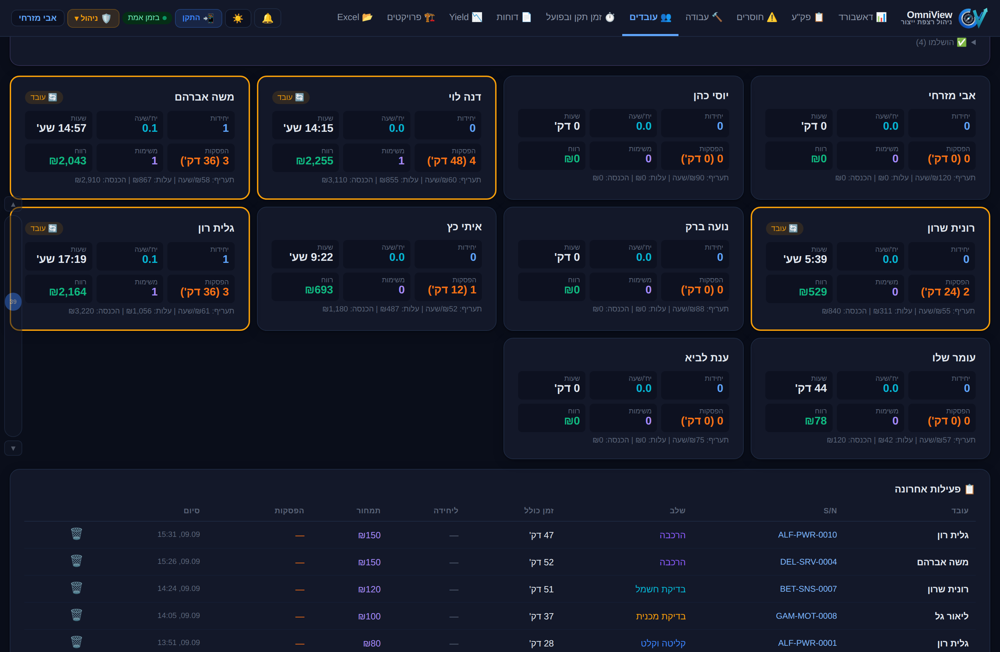 OmniView
ניהול רצפת ייצור
דאשבורד
פק"ע
חוסרים
עבודה
עובדים
זמן תקן ובפועל
דוחות
Yield
פרויקטים
Excel
התקן
בזמן אמת
ניהול ▾
אבי מזרחי
◀ ✅ הושלמו (4)
אבי מזרחי
יחידות יח'/שעה שעות
0 0.0 0 דק'
הפסקות משימות רווח
0 (0 דק') 0 ₪0
תעריף: ₪120/שעה | עלות: ₪0 | הכנסה: ₪0
יוסי כהן
יחידות יח'/שעה שעות
0 0.0 0 דק'
הפסקות משימות רווח
0 (0 דק') 0 ₪0
תעריף: ₪90/שעה | עלות: ₪0 | הכנסה: ₪0
דנה לוי
עובד
יחידות יח'/שעה שעות
0 0.0 14:15 שע'
הפסקות משימות רווח
4 (48 דק') 1 ₪2,255
תעריף: ₪60/שעה | עלות: ₪855 | הכנסה: ₪3,110
משה אברהם
עובד
יחידות יח'/שעה שעות
1 0.1 14:57 שע'
הפסקות משימות רווח
3 (36 דק') 1 ₪2,043
תעריף: ₪58/שעה | עלות: ₪867 | הכנסה: ₪2,910
רונית שרון
עובד
יחידות יח'/שעה שעות
0 0.0 5:39 שע'
הפסקות משימות רווח
2 (24 דק') 0 ₪529
תעריף: ₪55/שעה | עלות: ₪311 | הכנסה: ₪840
נועה ברק
יחידות יח'/שעה שעות
0 0.0 0 דק'
הפסקות משימות רווח
0 (0 דק') 0 ₪0
תעריף: ₪88/שעה | עלות: ₪0 | הכנסה: ₪0
איתי כץ
יחידות יח'/שעה שעות
0 0.0 9:22 שע'
הפסקות משימות רווח
1 (12 דק') 0 ₪693
תעריף: ₪52/שעה | עלות: ₪487 | הכנסה: ₪1,180
גלית רון
עובד
יחידות יח'/שעה שעות
1 0.1 17:19 שע'
הפסקות משימות רווח
3 (36 דק') 1 ₪2,164
תעריף: ₪61/שעה | עלות: ₪1,056 | הכנסה: ₪3,220
▲
39
▼
עומר שלו
יחידות יח'/שעה שעות
0 0.0 44 דק'
הפסקות משימות רווח
0 (0 דק') 0 ₪78
תעריף: ₪57/שעה | עלות: ₪42 | הכנסה: ₪120
ענת לביא
יחידות יח'/שעה שעות
0 0.0 0 דק'
הפסקות משימות רווח
0 (0 דק') 0 ₪0
תעריף: ₪75/שעה | עלות: ₪0 | הכנסה: ₪0
פעילות אחרונה
עובד S/N שלב זמן כולל ליחידה תמחור הפסקות סיום
גלית רון ALF-PWR-0010 הרכבה 47 דק' — ₪150 — 09.09, 15:31
משה אברהם DEL-SRV-0004 הרכבה 52 דק' — ₪150 — 09.09, 15:26
רונית שרון BET-SNS-0007 בדיקת חשמל 51 דק' — ₪120 — 09.09, 14:24
ליאור גל GAM-MOT-0008 בדיקת מכנית 37 דק' — ₪100 — 09.09, 14:05
גלית רון ALF-PWR-0001 קליטה וקלט 28 דק' — ₪80 — 09.09, 13:51